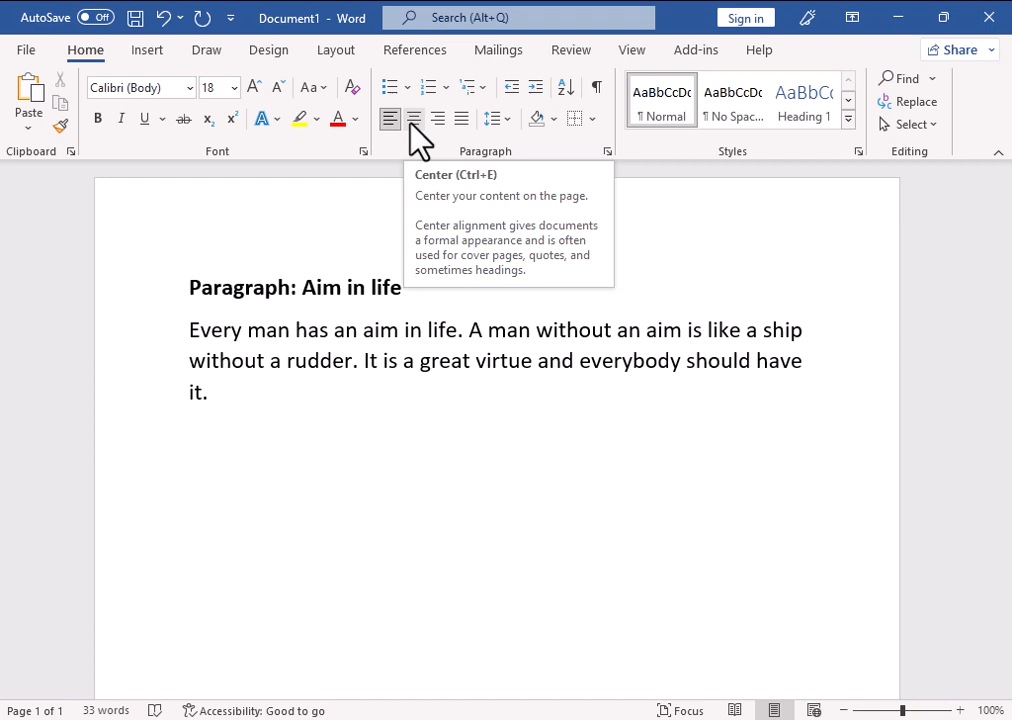 AutoSave Off Document1 - Word Search (Alt+Q) Sign in
File Home Insert Draw Design Layout References Mailings Review View Add-ins Help Share
Paste
Calibri (Body) 18 A A Aa A
B I U ab x₂ x² A A
A Z ¶
AaBbCcDc AaBbCcDc AaBbCc
¶ Normal ¶ No Spac... Heading 1
Find
Replace
Select
Clipboard Font Paragraph Styles Editing
Center (Ctrl+E)
Center your content on the page.
Center alignment gives documents
a formal appearance and is often
used for cover pages, quotes, and
sometimes headings.
Paragraph: Aim in life
Every man has an aim in life. A man without an aim is like a ship
without a rudder. It is a great virtue and everybody should have
it.
Page 1 of 1 33 words Accessibility: Good to go Focus 100%